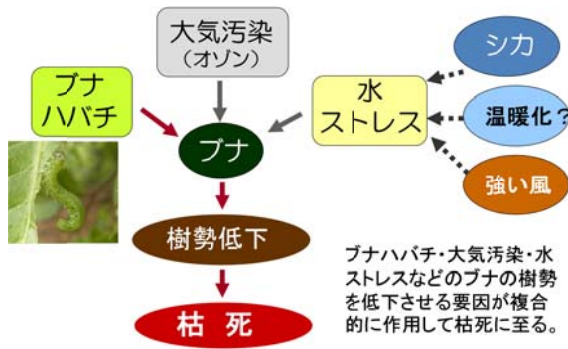 大気汚染
(オゾン)
シカ
ブナ
ハバチ
水
ストレス
温暖化？
ブナ
強い風
樹勢低下
ブナハバチ・大気汚染・水
ストレスなどのブナの樹勢
を低下させる要因が複合
的に作用して枯死に至る。
枯 死